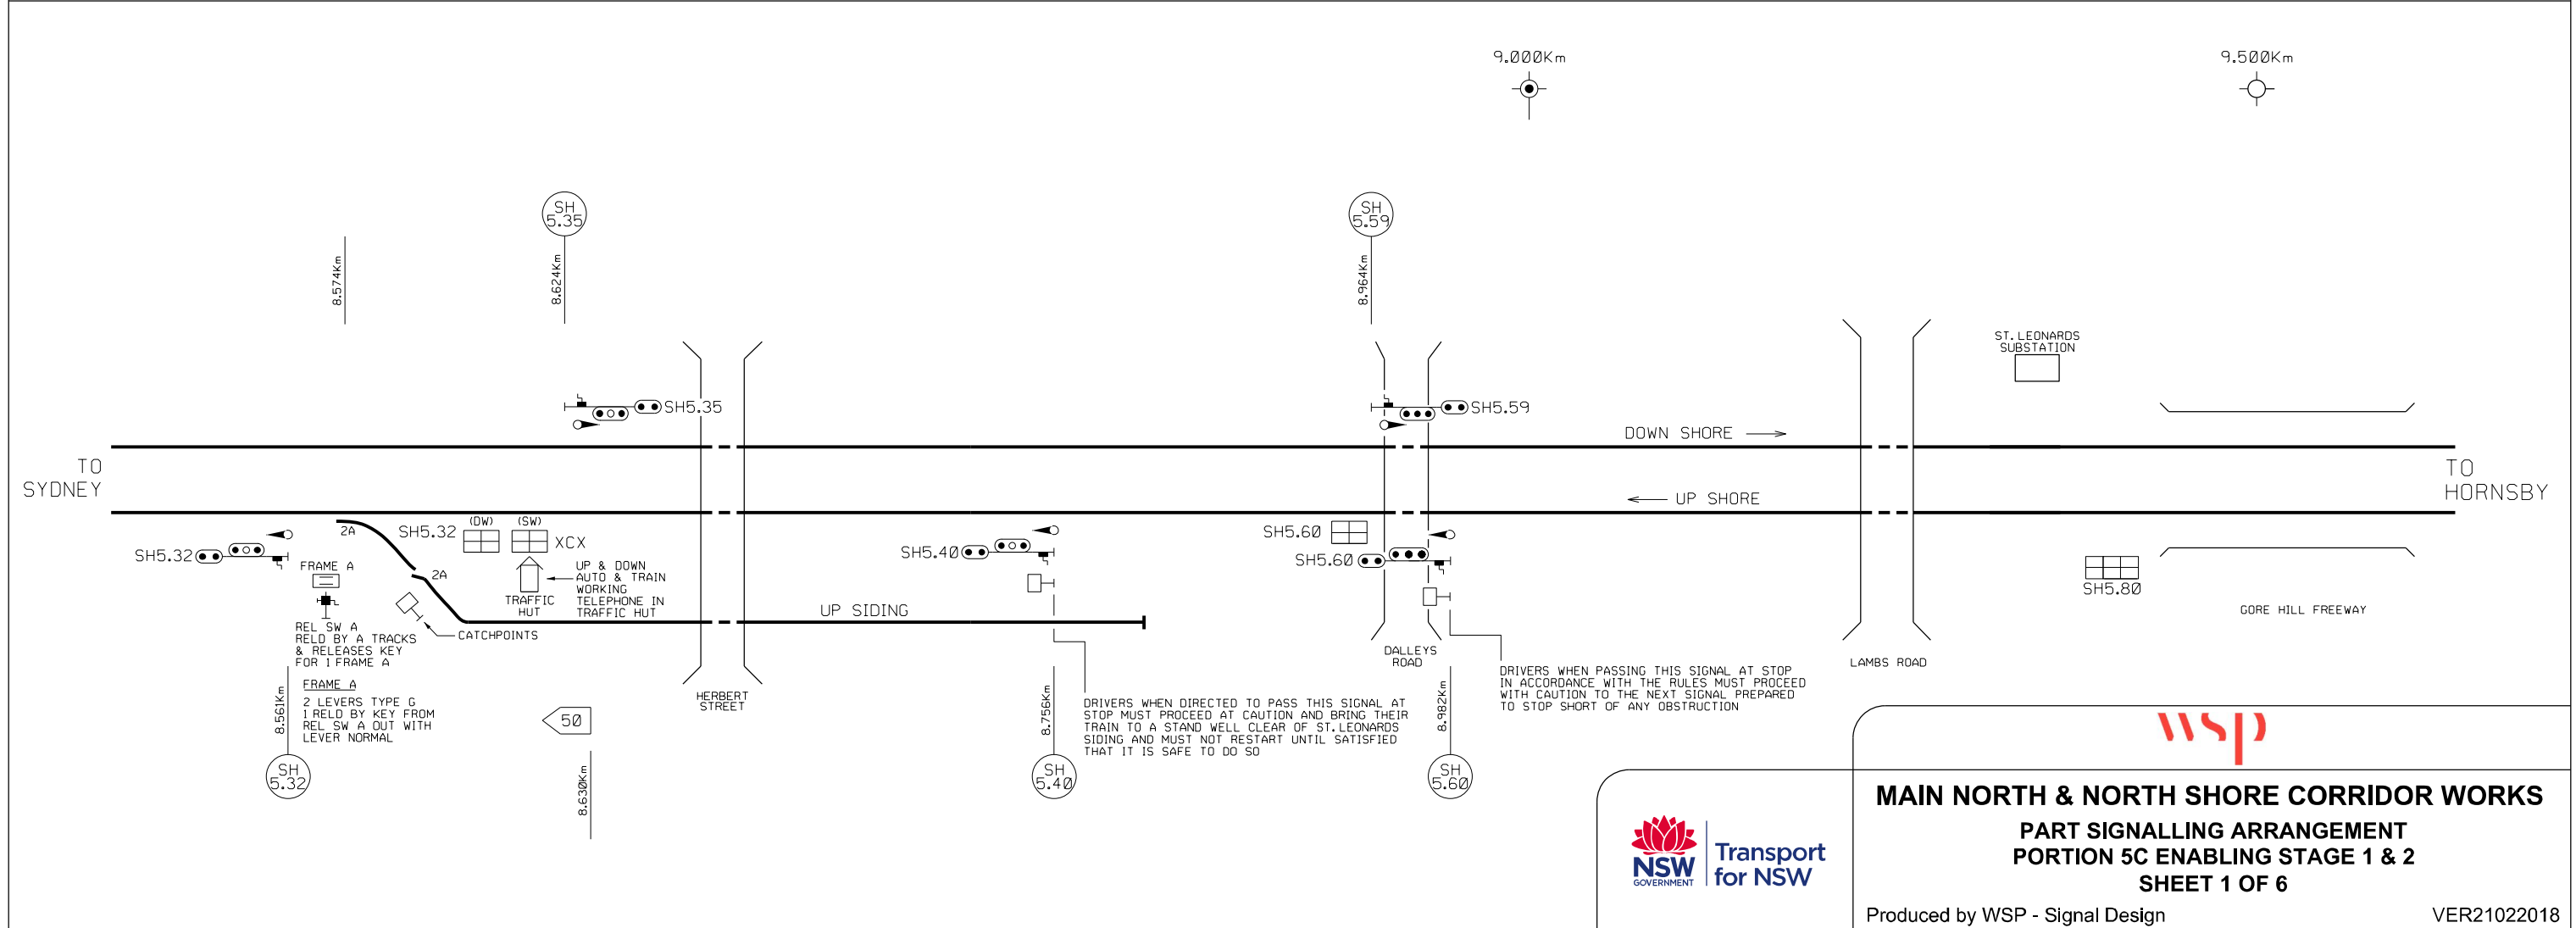 9.000Km
9.500Km
SH
5.35
SH
5.59
8.574Km
8.624Km
8.964Km
ST.LEONARDS
SUBSTATION
SH5.35
SH5.59
DOWN SHORE
TO
SYDNEY
TO
HORNSBY
UP SHORE
2A
SH5.32
(DW)
(SW)
XCX
SH5.32
SH5.40
SH5.60
SH5.60
FRAME A
2A
UP & DOWN
AUTO & TRAIN
WORKING
TELEPHONE IN
TRAFFIC HUT
TRAFFIC
HUT
UP SIDING
SH5.80
GORE HILL FREEWAY
REL SW A
RELD BY A TRACKS
& RELEASES KEY
FOR 1 FRAME A
CATCHPOINTS
DALLEYS
ROAD
LAMBS ROAD
FRAME A
2 LEVERS TYPE G
1 RELD BY KEY FROM
REL SW A OUT WITH
LEVER NORMAL
8.561Km
50
HERBERT
STREET
8.756Km
DRIVERS WHEN DIRECTED TO PASS THIS SIGNAL AT
STOP MUST PROCEED AT CAUTION AND BRING THEIR
TRAIN TO A STAND WELL CLEAR OF ST.LEONARDS
SIDING AND MUST NOT RESTART UNTIL SATISFIED
THAT IT IS SAFE TO DO SO
8.982Km
DRIVERS WHEN PASSING THIS SIGNAL AT STOP
IN ACCORDANCE WITH THE RULES MUST PROCEED
WITH CAUTION TO THE NEXT SIGNAL PREPARED
TO STOP SHORT OF ANY OBSTRUCTION
SH
5.32
8.630Km
SH
5.40
SH
5.60
wsp
NSW
GOVERNMENT
Transport
for NSW
MAIN NORTH & NORTH SHORE CORRIDOR WORKS
PART SIGNALLING ARRANGEMENT
PORTION 5C ENABLING STAGE 1 & 2
SHEET 1 OF 6
Produced by WSP - Signal Design
VER21022018